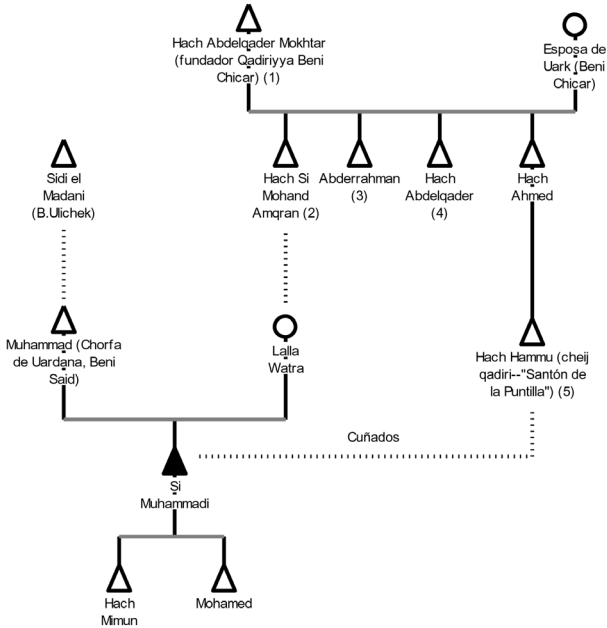 Hach Abdelqader Mokhtar
(fundador Qadiriyya Beni
Chicar) (1)
Esposa de
Uark (Beni
Chicar)
Sidi el
Madani
(B.Ulichek)
Hach Si
Mohand
Amqran (2)
Abderrahman
(3)
Hach
Abdelqader
(4)
Hach
Ahmed
Muhammad (Chorfa
de Uardana, Beni
Said)
Lalla
Watra
Hach Hammu (cheij
qadiri--"Santón de
la Puntilla") (5)
Cuñados
Si
Muhammadi
Hach
Mimun
Mohamed